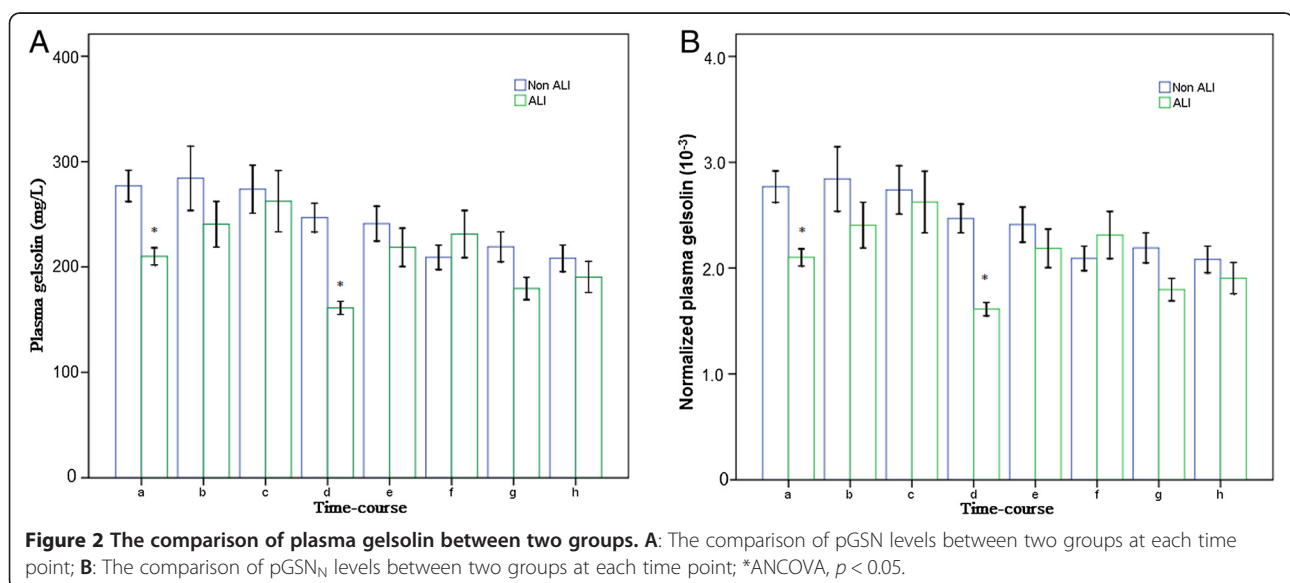 A
400
300
200
100
0
Plasma gelsolin (mg/L)
Non ALI
ALI
*
*
a b c d e f g h
Time-course
B
4.0
3.0
2.0
1.0
0
Normalized plasma gelsolin (10⁻³)
Non ALI
ALI
*
*
a b c d e f g h
Time-course
Figure 2 The comparison of plasma gelsolin between two groups. A: The comparison of pGSN levels between two groups at each time
point; B: The comparison of pGSN_N levels between two groups at each time point; *ANCOVA, p < 0.05.